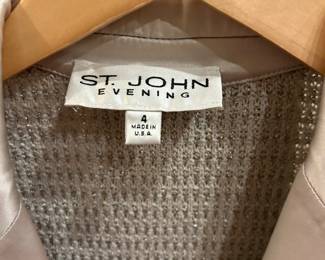 ST. JOHN
EVENING
4
MADE IN
U.S.A.